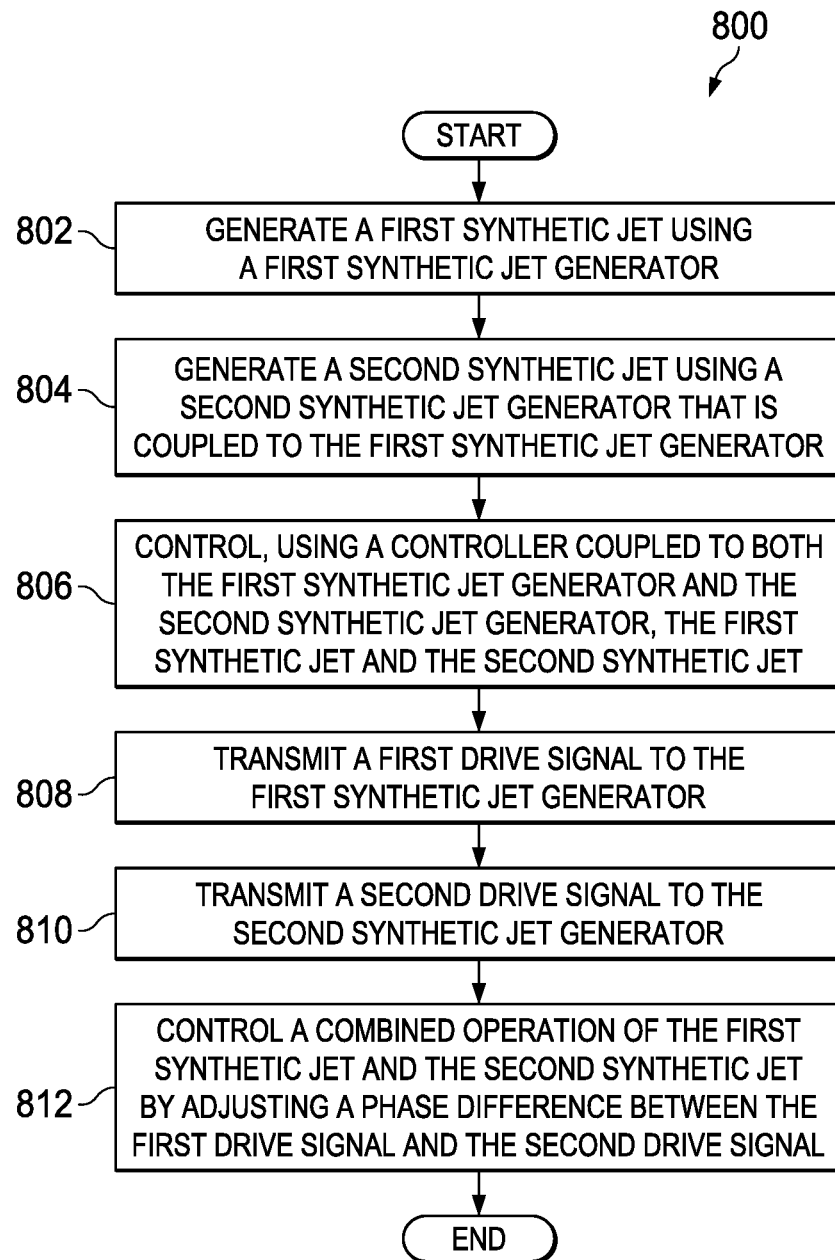 800
START
802
GENERATE A FIRST SYNTHETIC JET USING
A FIRST SYNTHETIC JET GENERATOR
804
GENERATE A SECOND SYNTHETIC JET USING A
SECOND SYNTHETIC JET GENERATOR THAT IS
COUPLED TO THE FIRST SYNTHETIC JET GENERATOR
806
CONTROL, USING A CONTROLLER COUPLED TO BOTH
THE FIRST SYNTHETIC JET GENERATOR AND THE
SECOND SYNTHETIC JET GENERATOR, THE FIRST
SYNTHETIC JET AND THE SECOND SYNTHETIC JET
808
TRANSMIT A FIRST DRIVE SIGNAL TO THE
FIRST SYNTHETIC JET GENERATOR
810
TRANSMIT A SECOND DRIVE SIGNAL TO THE
SECOND SYNTHETIC JET GENERATOR
812
CONTROL A COMBINED OPERATION OF THE FIRST
SYNTHETIC JET AND THE SECOND SYNTHETIC JET
BY ADJUSTING A PHASE DIFFERENCE BETWEEN THE
FIRST DRIVE SIGNAL AND THE SECOND DRIVE SIGNAL
END